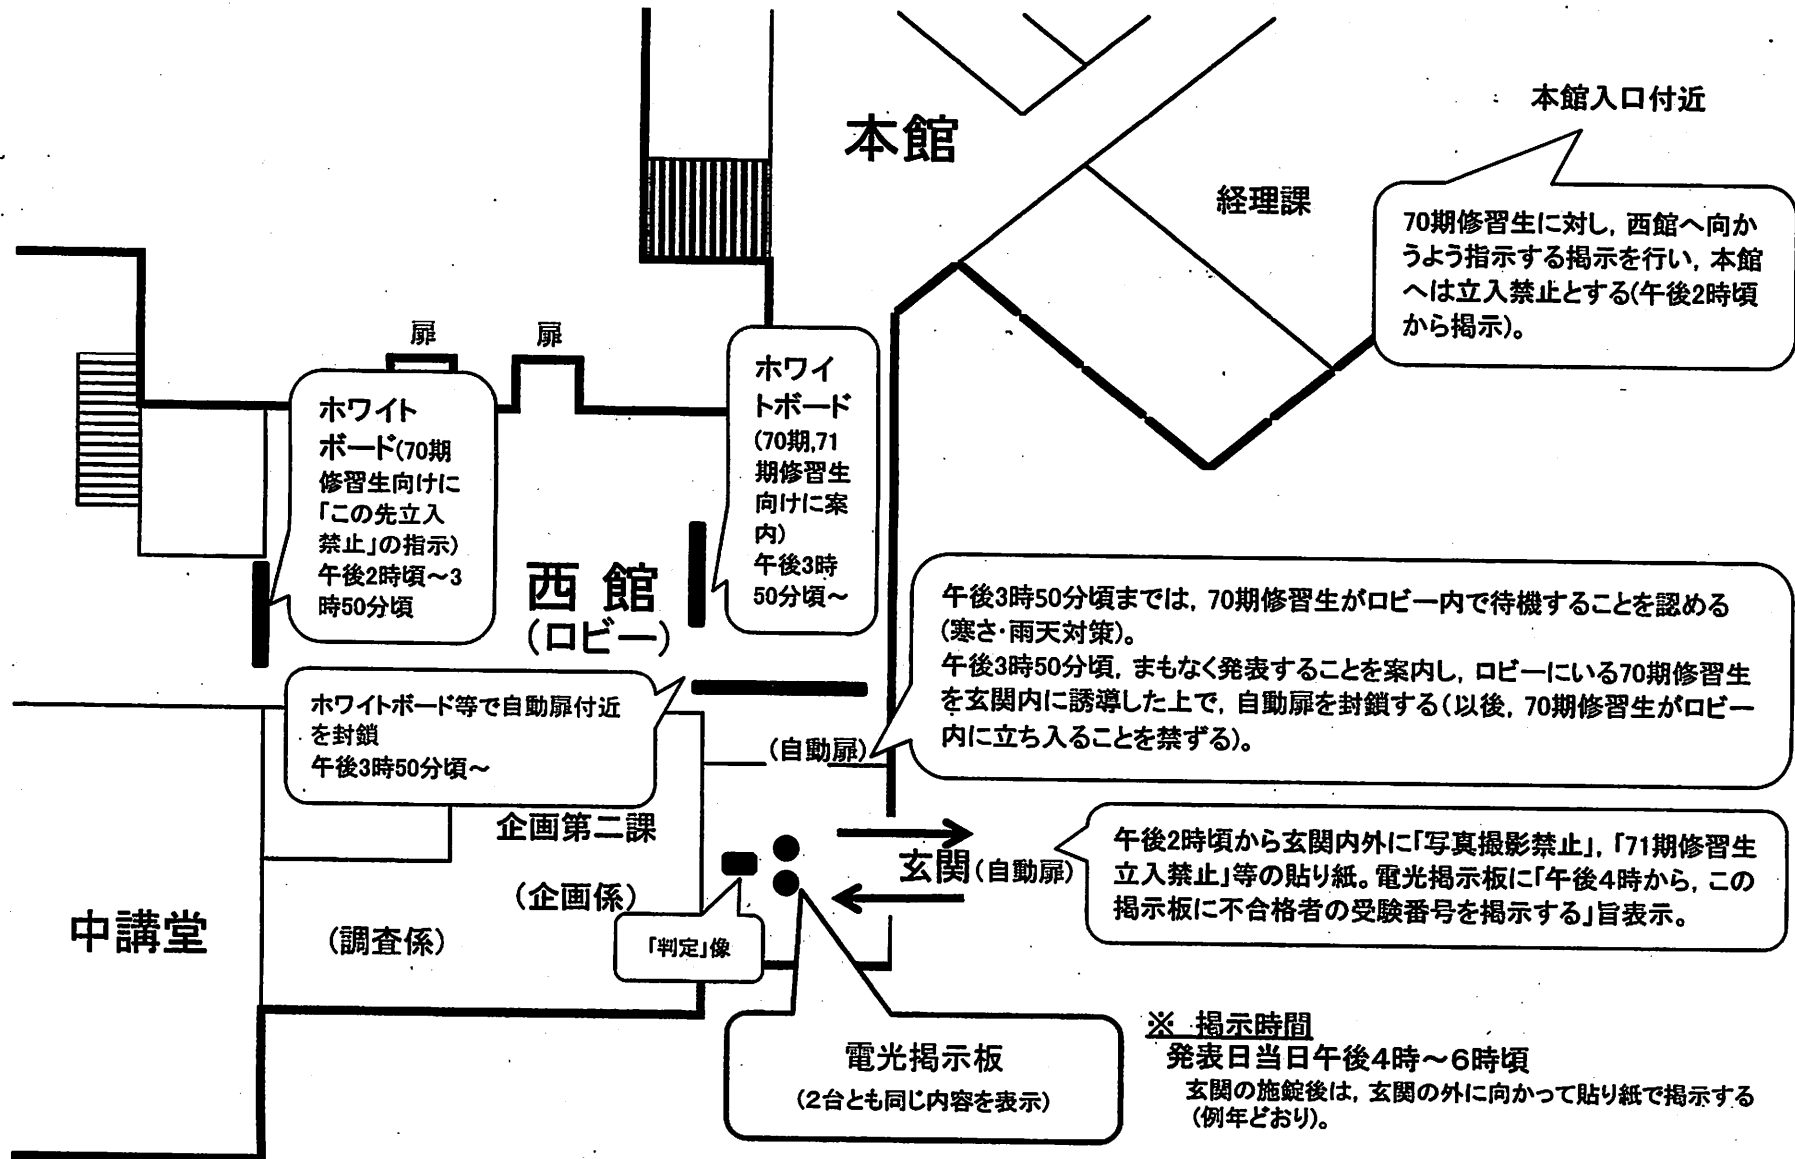 本館入口付近
本館
経理課
70期修習生に対し，西館へ向か
うよう指示する掲示を行い，本館
へは立入禁止とする(午後2時頃
から掲示)。
扉
扉
ホワイト
ボード(70期
修習生向けに
「この先立入
禁止」の指示)
午後2時頃～3
時50分頃
ホワイ
トボード
(70期,71
期修習生
向けに案
内)
午後3時
50分頃～
西 館
(ロビー)
午後3時50分頃までは，70期修習生がロビー内で待機することを認める
(寒さ・雨天対策)。
午後3時50分頃，まもなく発表することを案内し，ロビーにいる70期修習生
を玄関内に誘導した上で，自動扉を封鎖する(以後，70期修習生がロビー
内に立ち入ることを禁ずる)。
ホワイトボード等で自動扉付近
を封鎖
午後3時50分頃～
(自動扉)
企画第二課
(企画係)
(調査係)
中講堂
玄関(自動扉)
午後2時頃から玄関内外に「写真撮影禁止」，「71期修習生
立入禁止」等の貼り紙。電光掲示板に「午後4時から，この
掲示板に不合格者の受験番号を掲示する」旨表示。
「判定」像
電光掲示板
(2台とも同じ内容を表示)
※ 掲示時間
発表日当日午後4時～6時頃
玄関の施錠後は，玄関の外に向かって貼り紙で掲示する
(例年どおり)。